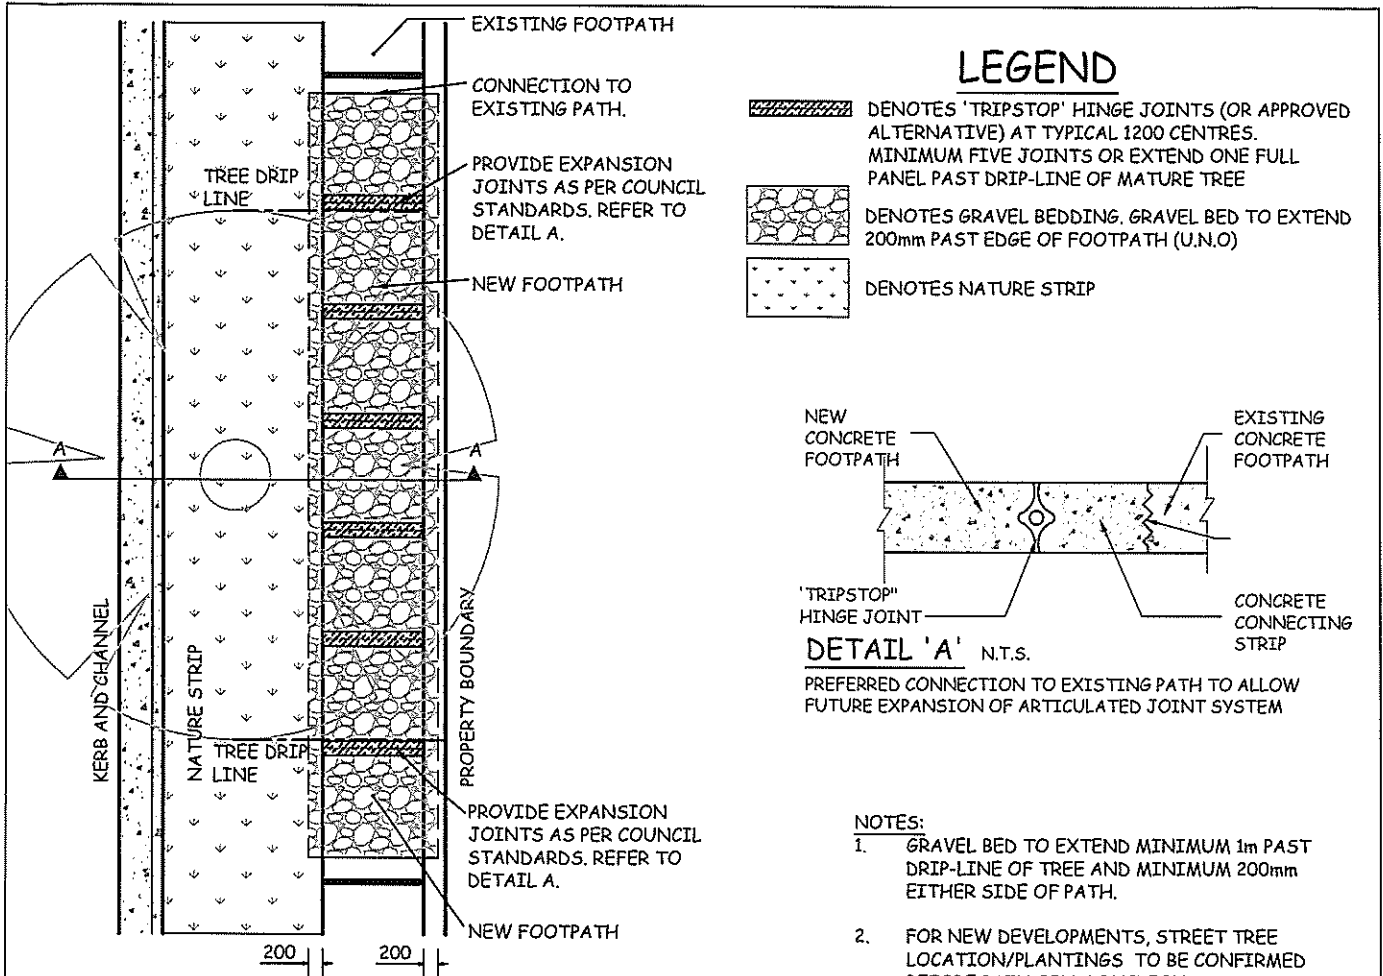 EXISTING FOOTPATH
CONNECTION TO
EXISTING PATH.
PROVIDE EXPANSION
JOINTS AS PER COUNCIL
STANDARDS. REFER TO
DETAIL A.
TREE DRIP
LINE
NEW FOOTPATH
A
A
KERB AND CHANNEL
NATURE STRIP
PROPERTY BOUNDARY
TREE DRIP
LINE
PROVIDE EXPANSION
JOINTS AS PER COUNCIL
STANDARDS. REFER TO
DETAIL A.
NEW FOOTPATH
200
200
LEGEND
DENOTES 'TRIPSTOP' HINGE JOINTS (OR APPROVED
ALTERNATIVE) AT TYPICAL 1200 CENTRES.
MINIMUM FIVE JOINTS OR EXTEND ONE FULL
PANEL PAST DRIP-LINE OF MATURE TREE
DENOTES GRAVEL BEDDING. GRAVEL BED TO EXTEND
200mm PAST EDGE OF FOOTPATH (U.N.O)
DENOTES NATURE STRIP
NEW
CONCRETE
FOOTPATH
EXISTING
CONCRETE
FOOTPATH
'TRIPSTOP"
HINGE JOINT
CONCRETE
CONNECTING
STRIP
DETAIL 'A' N.T.S.
PREFERRED CONNECTION TO EXISTING PATH TO ALLOW
FUTURE EXPANSION OF ARTICULATED JOINT SYSTEM
NOTES:
1. GRAVEL BED TO EXTEND MINIMUM 1m PAST
DRIP-LINE OF TREE AND MINIMUM 200mm
EITHER SIDE OF PATH.
2. FOR NEW DEVELOPMENTS, STREET TREE
LOCATION/PLANTINGS TO BE CONFIRMED